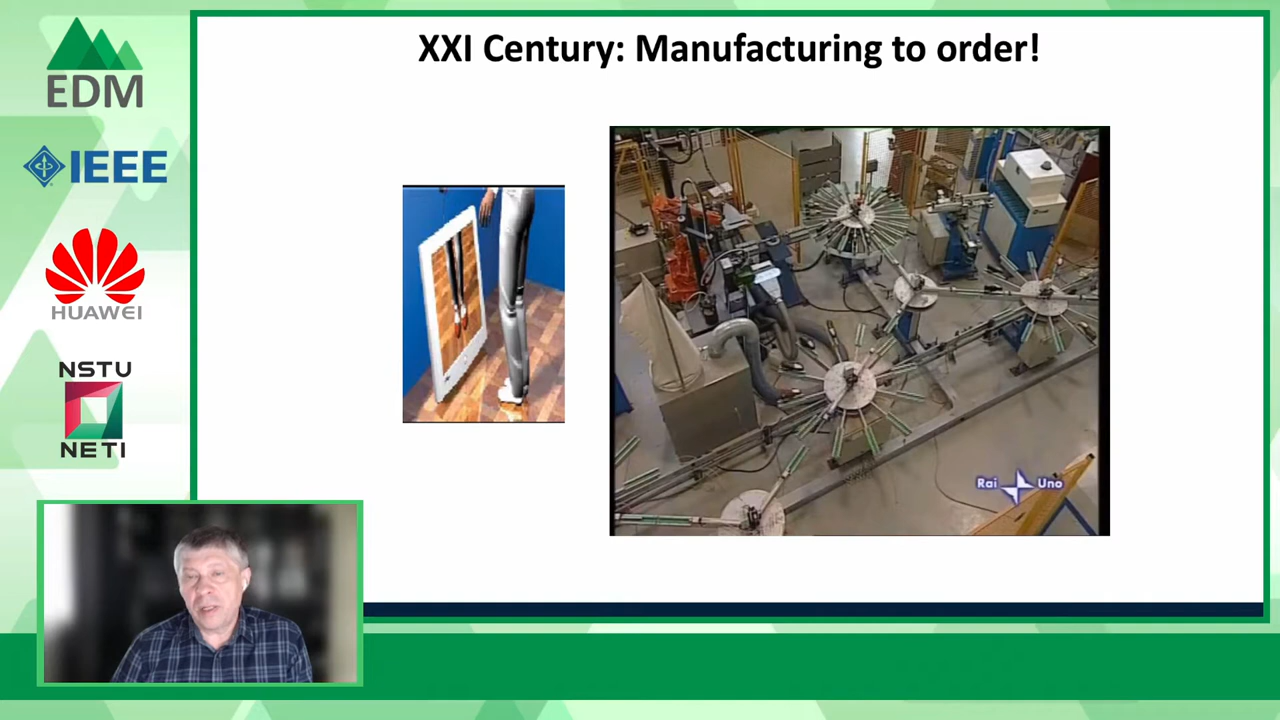 XXI Century: Manufacturing to order!
EDM
IEEE
HUAWEI
NSTU
NETI
Rai Uno